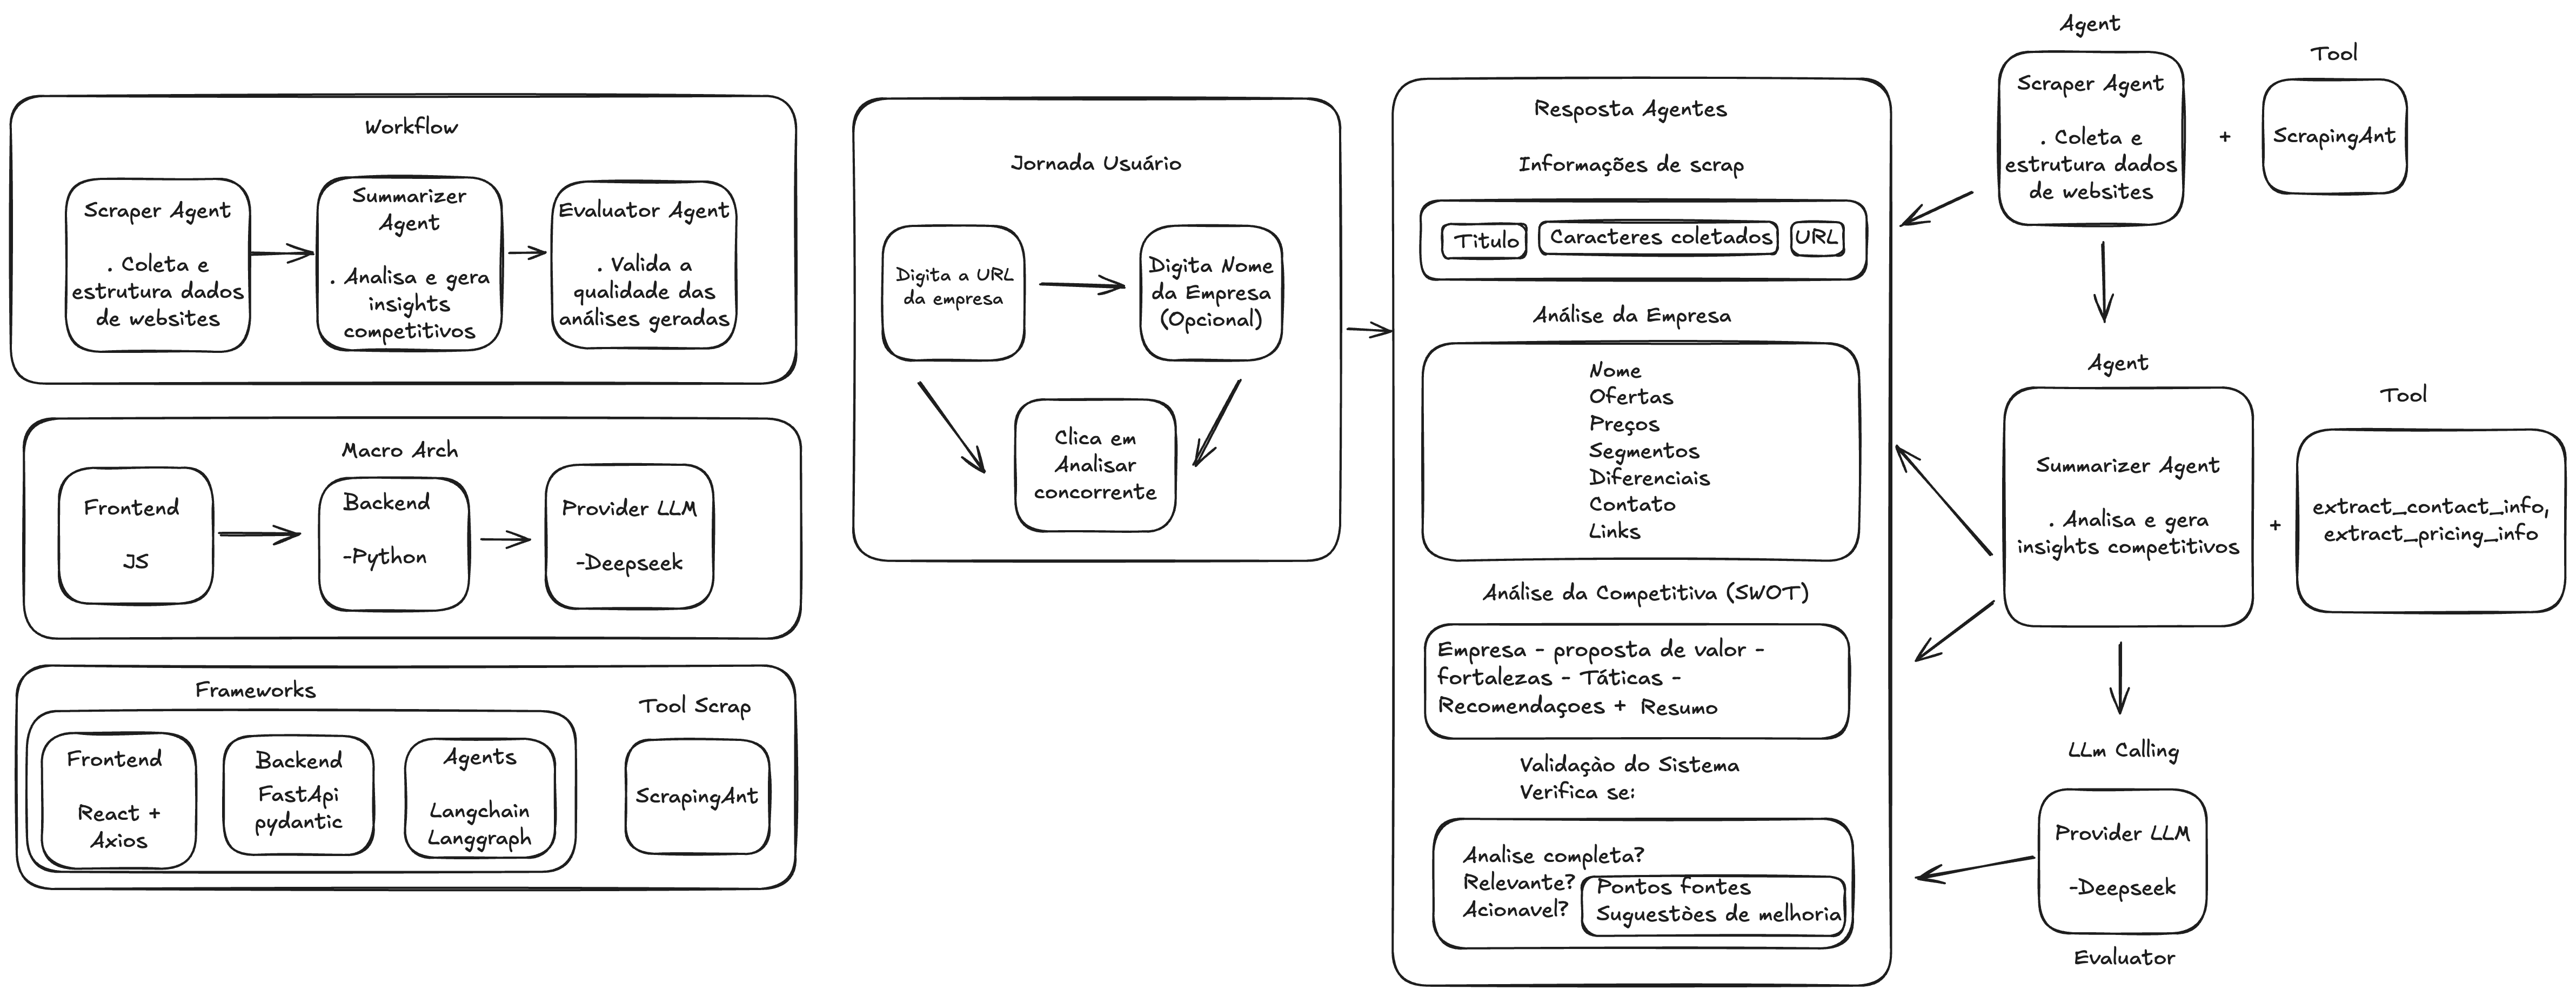 Workflow
Scraper Agent
. Coleta e
estrutura dados
de websites
Summarizer
Agent
. Analisa e gera
insights
competitivos
Evaluator Agent
. Valida a
qualidade das
análises geradas
Macro Arch
Frontend
JS
Backend
-Python
Provider LLM
-Deepseek
Frameworks
Frontend
React +
Axios
Backend
FastApi
pydantic
Agents
Langchain
Langgraph
Tool Scrap
ScrapingAnt
Jornada Usuário
Digita a URL
da empresa
Digita Nome
da Empresa
(Opcional)
Clica em
Analisar
concorrente
Resposta Agentes
Informações de scrap
Titulo
Caracteres coletados
URL
Análise da Empresa
Nome
Ofertas
Preços
Segmentos
Diferenciais
Contato
Links
Análise da Competitiva (SWOT)
Empresa - proposta de valor -
fortalezas - Táticas -
Recomendaçoes + Resumo
Validaçào do Sistema
Verifica se:
Analise completa?
Relevante?
Acionavel?
Pontos fontes
Suguestòes de melhoria
Agent
Scraper Agent
. Coleta e
estrutura dados
de websites
+
Tool
ScrapingAnt
Agent
Summarizer Agent
. Analisa e gera
insights competitivos
+
Tool
extract_contact_info,
extract_pricing_info
LLm Calling
Provider LLM
-Deepseek
Evaluator